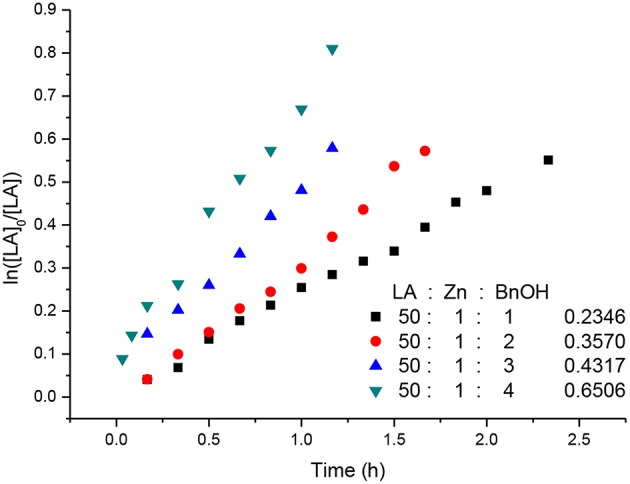 0.9
0.8
0.7
0.6
0.5
0.4
0.3
0.2
0.1
0.0
ln([LA]0/[LA])
LA : Zn : BnOH
50 : 1 : 1 0.2346
50 : 1 : 2 0.3570
50 : 1 : 3 0.4317
50 : 1 : 4 0.6506
0.0 0.5 1.0 1.5 2.0 2.5
Time (h)